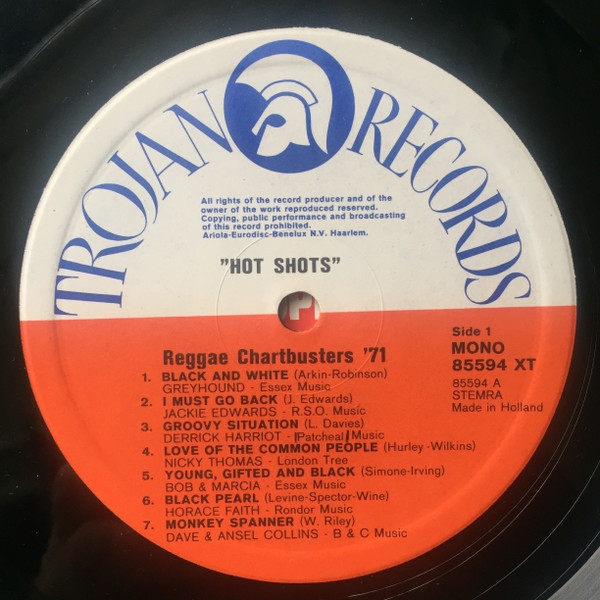 TROJAN RECORDS
All rights of the record producer and of the
owner of the work reproduced reserved.
Copying, public performance and broadcasting
of this record prohibited.
Ariola-Eurodisc-Benelux N.V. Haarlem.
"HOT SHOTS"
Side 1
MONO
85594 XT
85594 A
STEMRA
Made in Holland
Reggae Chartbusters '71
1. BLACK AND WHITE (Arkin-Robinson)
GREYHOUND - Essex Music
2. I MUST GO BACK (J. Edwards)
JACKIE EDWARDS - R.S.O. Music
3. GROOVY SITUATION (L. Davies)
DERRICK HARRIOT - Patcheal Music
4. LOVE OF THE COMMON PEOPLE (Hurley-Wilkins)
NICKY THOMAS - London Tree
5. YOUNG, GIFTED AND BLACK (Simone-Irving)
BOB & MARCIA - Essex Music
6. BLACK PEARL (Levine-Spector-Wine)
HORACE FAITH - Rondor Music
7. MONKEY SPANNER (W. Riley)
DAVE & ANSEL COLLINS - B & C Music